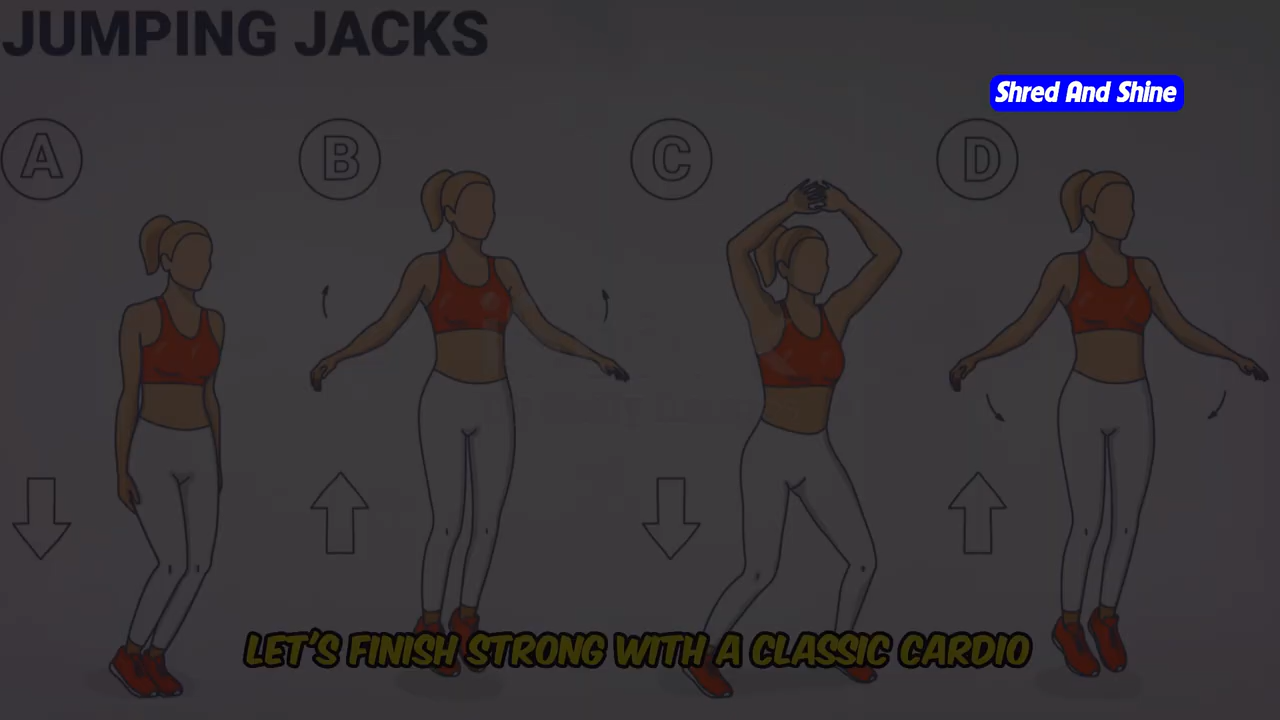 JUMPING JACKS
Shred And Shine
A
B
C
D
LET'S FINISH STRONG WITH A CLASSIC CARDIO